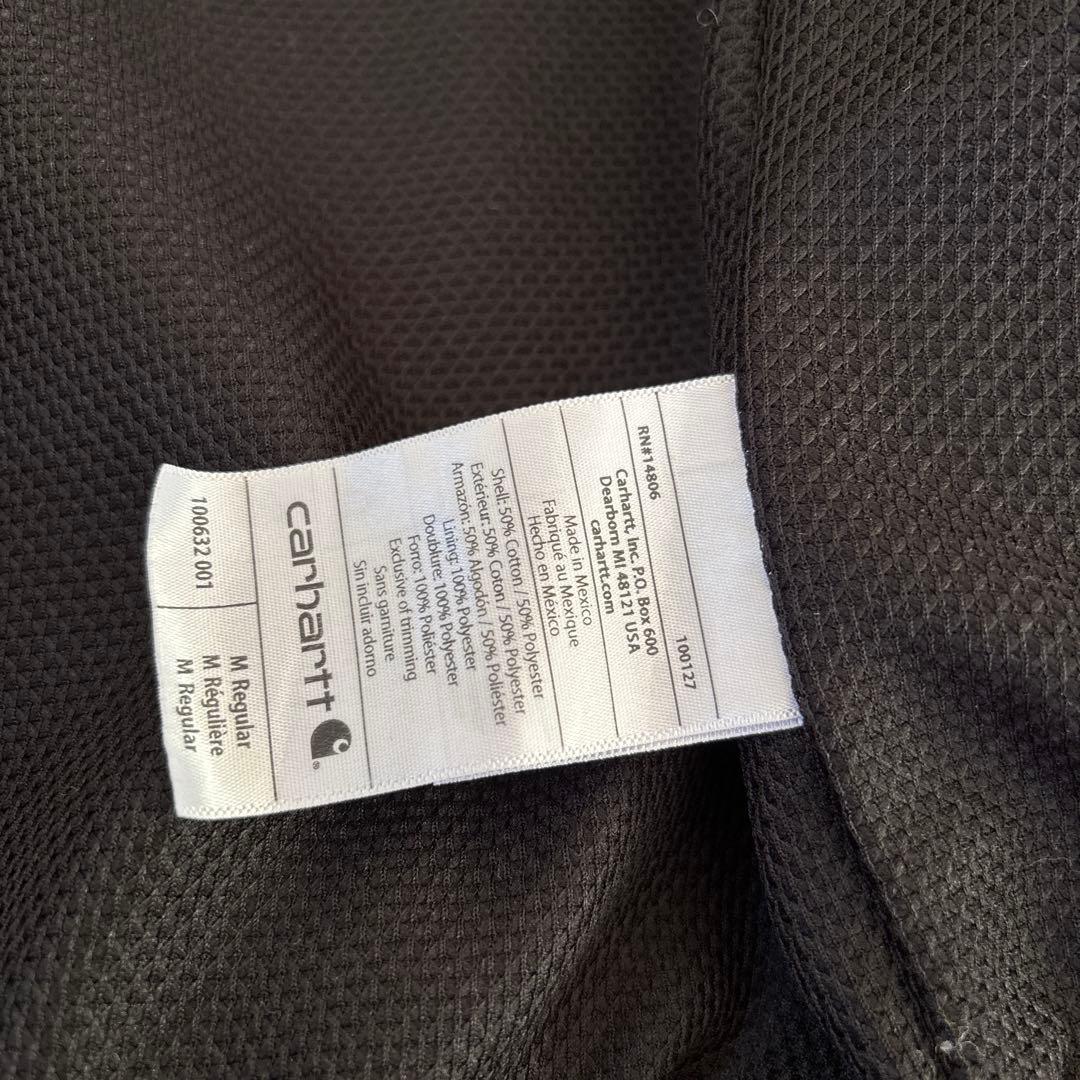 RN#14806 100127
Carhartt, Inc. P.O. Box 600
Dearborn MI 48121 USA
carhartt.com
Made in Mexico
Fabriqué au Mexique
Hecho en México
Shell: 50% Cotton / 50% Polyester
Extérieur: 50% Coton / 50% Polyester
Armazón: 50% Algodón / 50% Poliéster
Lining: 100% Polyester
Doublure: 100% Polyester
Forro: 100% Poliéster
Exclusive of trimming
Sans garniture
Sin incluir adorno
carhartt ®
100632 001
M Regular
M Régulière
M Regular